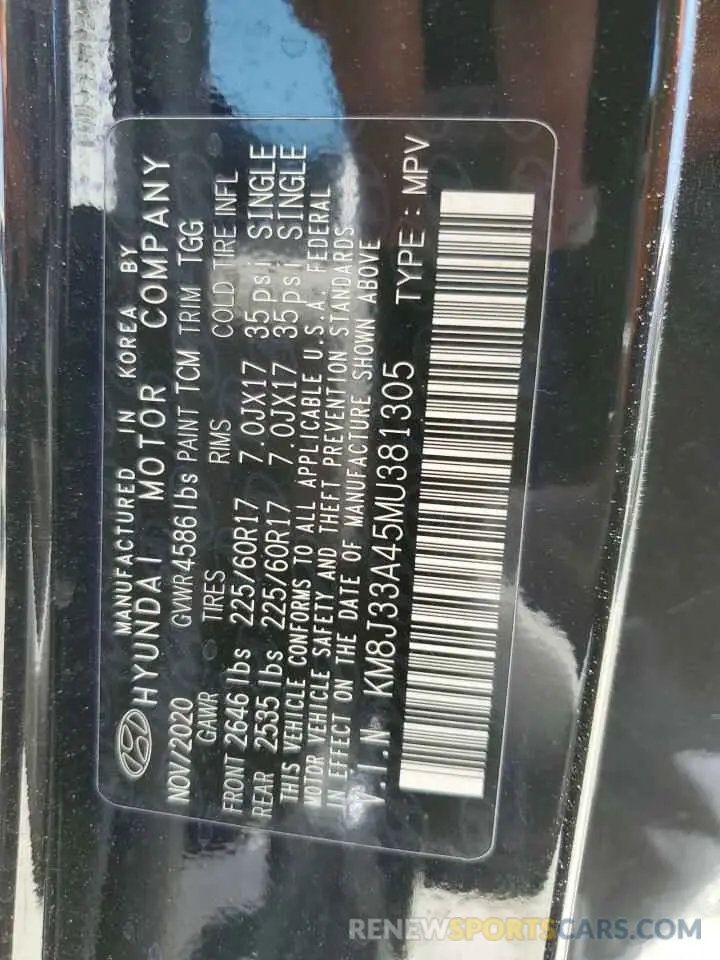 MANUFACTURED IN KOREA BY
HYUNDAI MOTOR COMPANY
NOV/2020 GVWR4586lbs PAINT TCM TRIM TGG
GAWR TIRES RIMS COLD TIRE INFL
FRONT 2646lbs 225/60R17 7.0JX17 35psi SINGLE
REAR 2535lbs 225/60R17 7.0JX17 35psi SINGLE
THIS VEHICLE CONFORMS TO ALL APPLICABLE U.S.A. FEDERAL
MOTOR VEHICLE SAFETY AND THEFT PREVENTION STANDARDS
IN EFFECT ON THE DATE OF MANUFACTURE SHOWN ABOVE
V.I.N KM8J33A45MU381305 TYPE: MPV
RENEWSPORTSCARS.COM